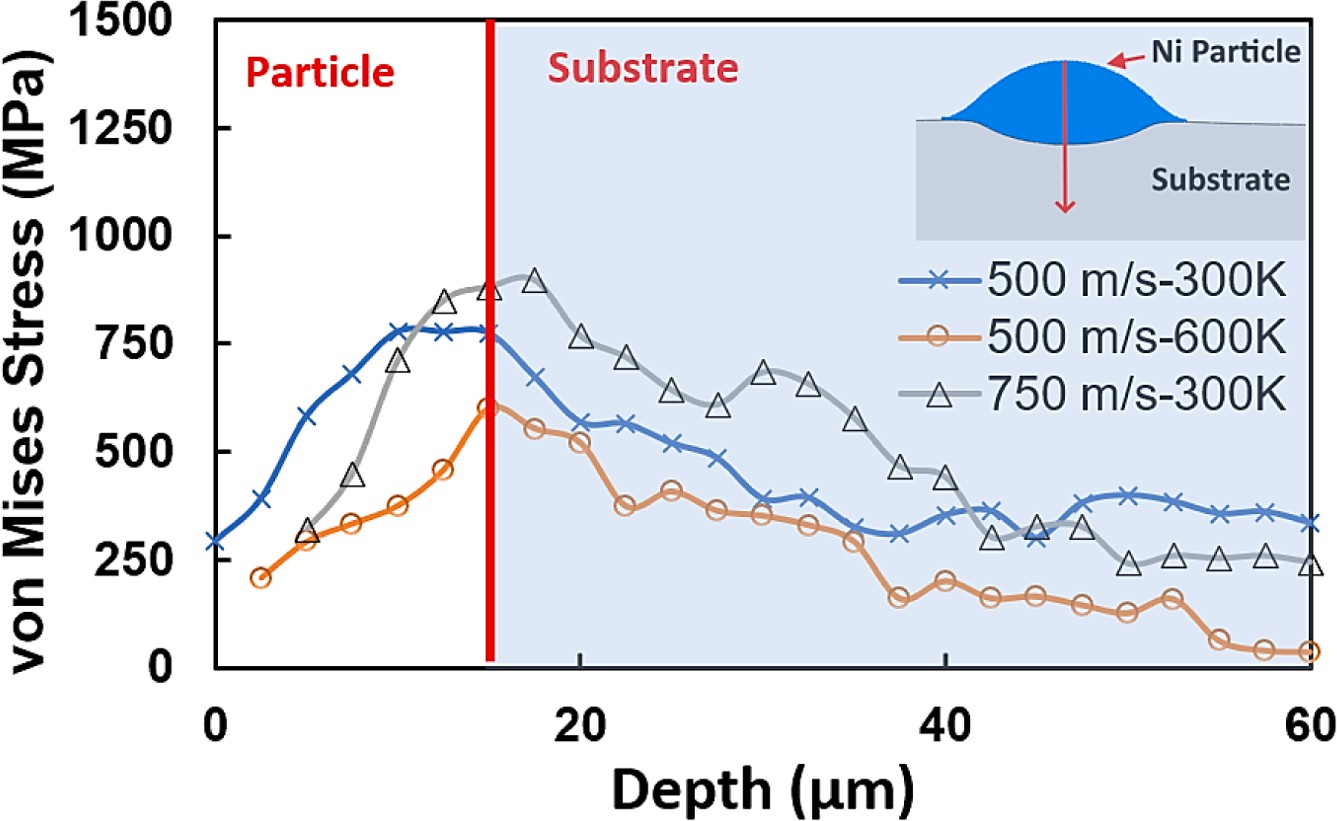 von Mises Stress (MPa)
1500
1250
1000
750
500
250
0
Particle
Substrate
Ni Particle
Substrate
500 m/s-300K
500 m/s-600K
750 m/s-300K
0
20
40
60
Depth (μm)